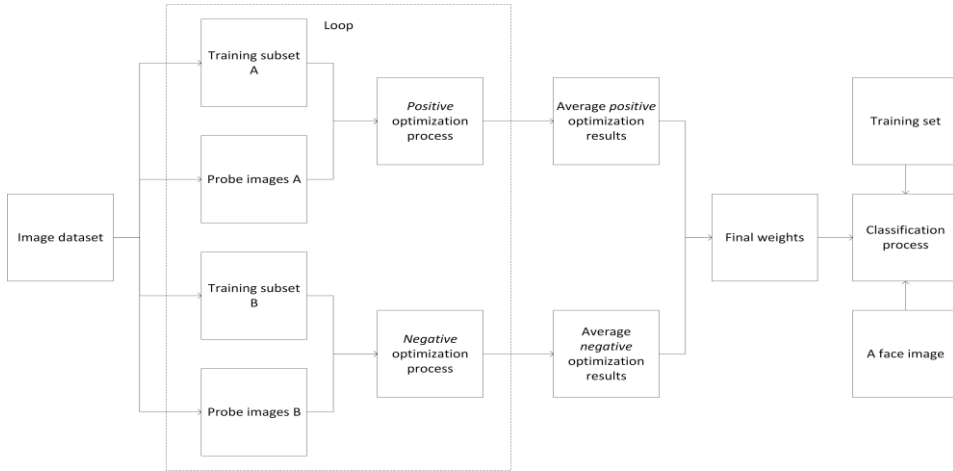 Loop
Training subset
A
Probe images A
Positive
optimization
process
Average positive
optimization
results
Training set
Image dataset
Final weights
Classification
process
Training subset
B
Probe images B
Negative
optimization
process
Average
negative
optimization
results
A face image